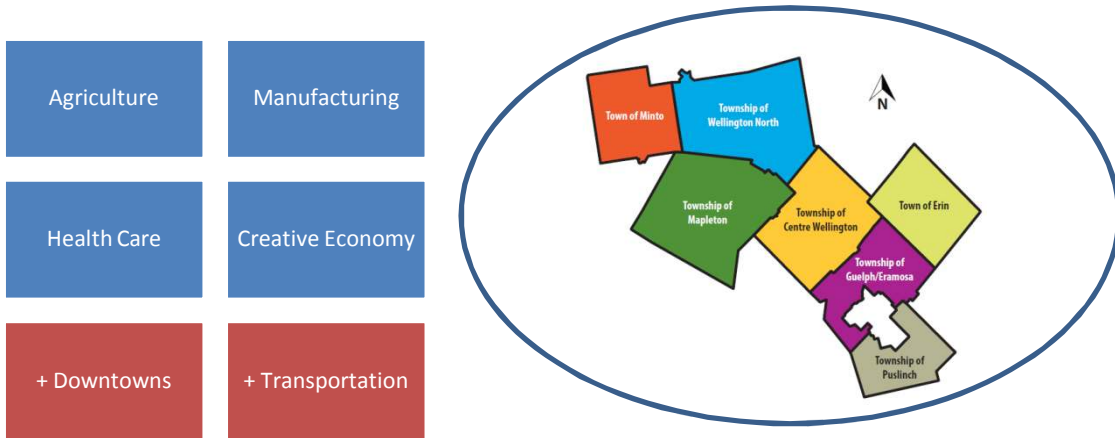 Agriculture
Manufacturing
Health Care
Creative Economy
+ Downtowns
+ Transportation
N
Town of Minto
Township of
Wellington North
Township of
Mapleton
Township of
Centre Wellington
Town of Erin
Township of
Guelph/Eramosa
Township of
Puslinch